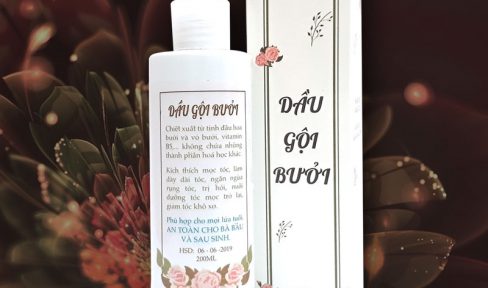 DẦU GỘI BƯỞI
Chiết xuất từ tinh dầu hoa
bưởi và vỏ bưởi, vitamin
B5,... không chứa những
thành phần hoá học khác.
Kích thích mọc tóc, làm
dày dài tóc, ngăn ngừa
rụng tóc, trị hói, nuôi
dưỡng tóc mọc trở lại,
giảm tóc khô xơ.
Phù hợp cho mọi lứa tuổi.
AN TOÀN CHO BÀ BẦU
VÀ SAU SINH.
HSD: 06 - 06 -2019
200ML
DẦU
GỘI
BƯỞI